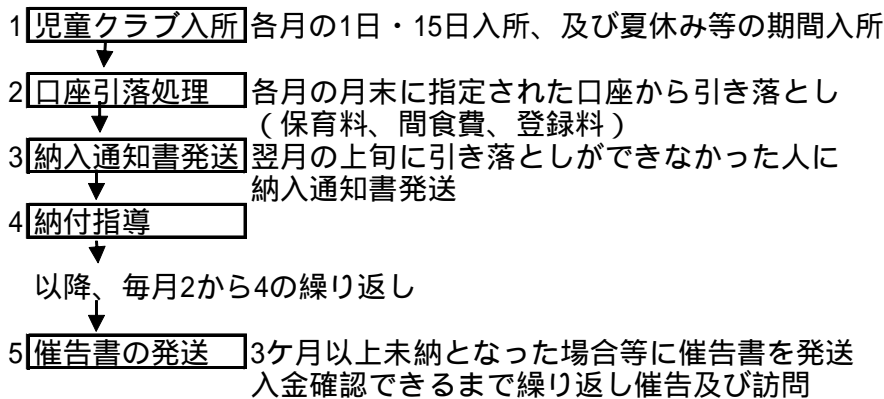 1 児童クラブ入所 各月の1日・15日入所、及び夏休み等の期間入所
2 口座引落処理 各月の月末に指定された口座から引き落とし
（保育料、間食費、登録料）
3 納入通知書発送 翌月の上旬に引き落としができなかった人に
納入通知書発送
4 納付指導
以降、毎月2から4の繰り返し
5 催告書の発送 3ケ月以上未納となった場合等に催告書を発送
入金確認できるまで繰り返し催告及び訪問